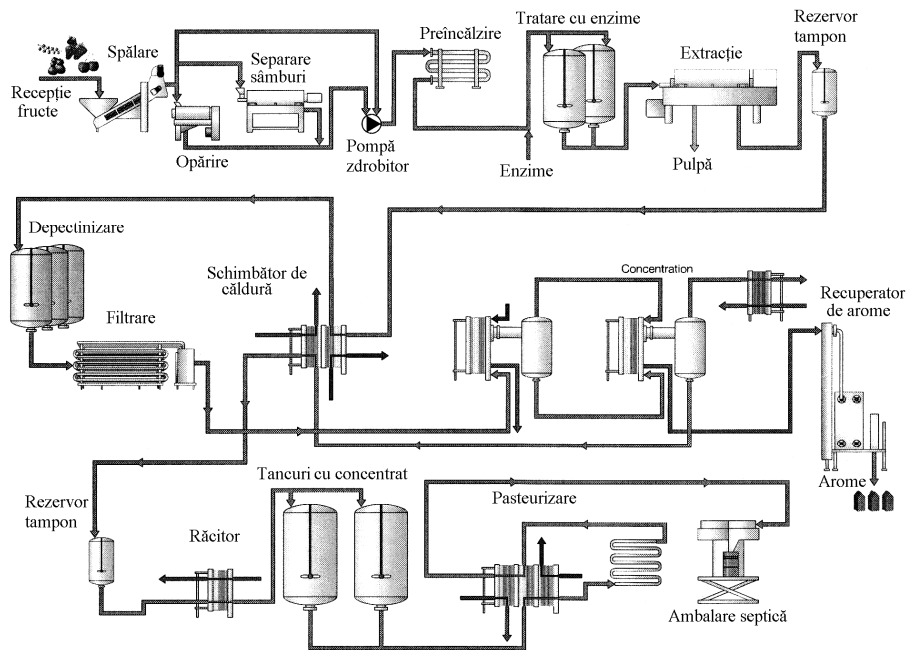 Spălare
Recepție
fructe
Separare
sâmburi
Opărire
Pompă
zdrobitor
Preîncălzire
Enzime
Tratare cu enzime
Extracție
Pulpă
Rezervor
tampon
Depectinizare
Filtrare
Schimbător de
căldură
Concentration
Recuperator
de arome
Arome
Rezervor
tampon
Răcitor
Tancuri cu concentrat
Pasteurizare
Ambalare septică